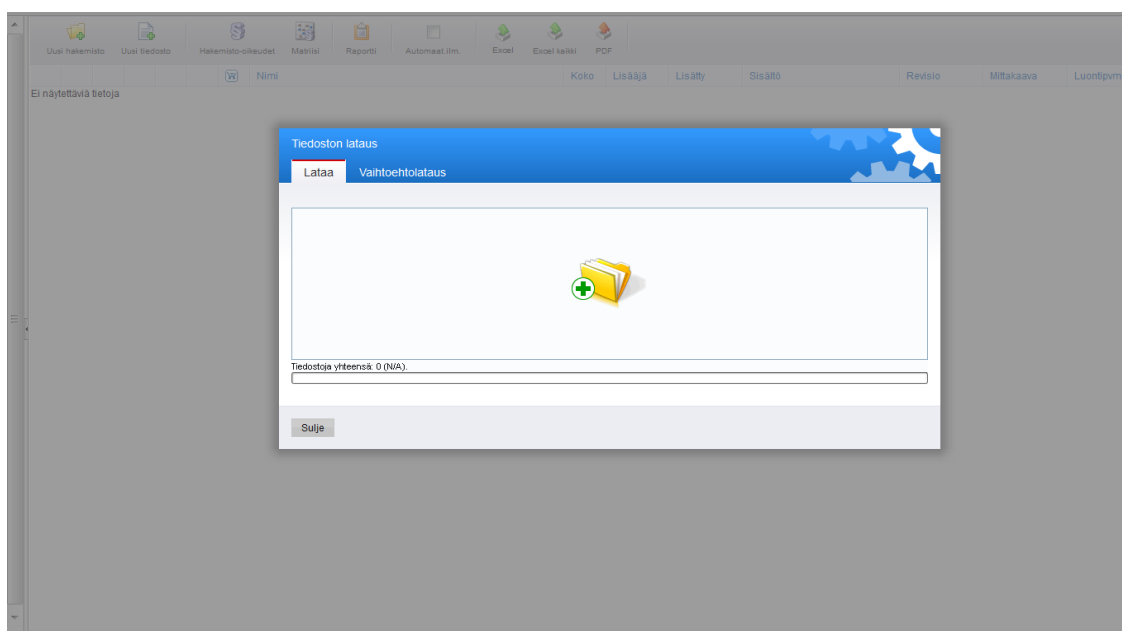 Uusi hakemisto Uusi tiedosto Hakemisto-oikeudet Matriisi Raportti Automaat.ilm. Excel Excel kaikki PDF
Nimi Koko Lisääjä Lisätty Sisältö Revisio Mittakaava Luontipvm
Ei näytettäviä tietoja
Tiedoston lataus
Lataa Vaihtoehtolataus
Tiedostoja yhteensä: 0 (N/A).
Sulje